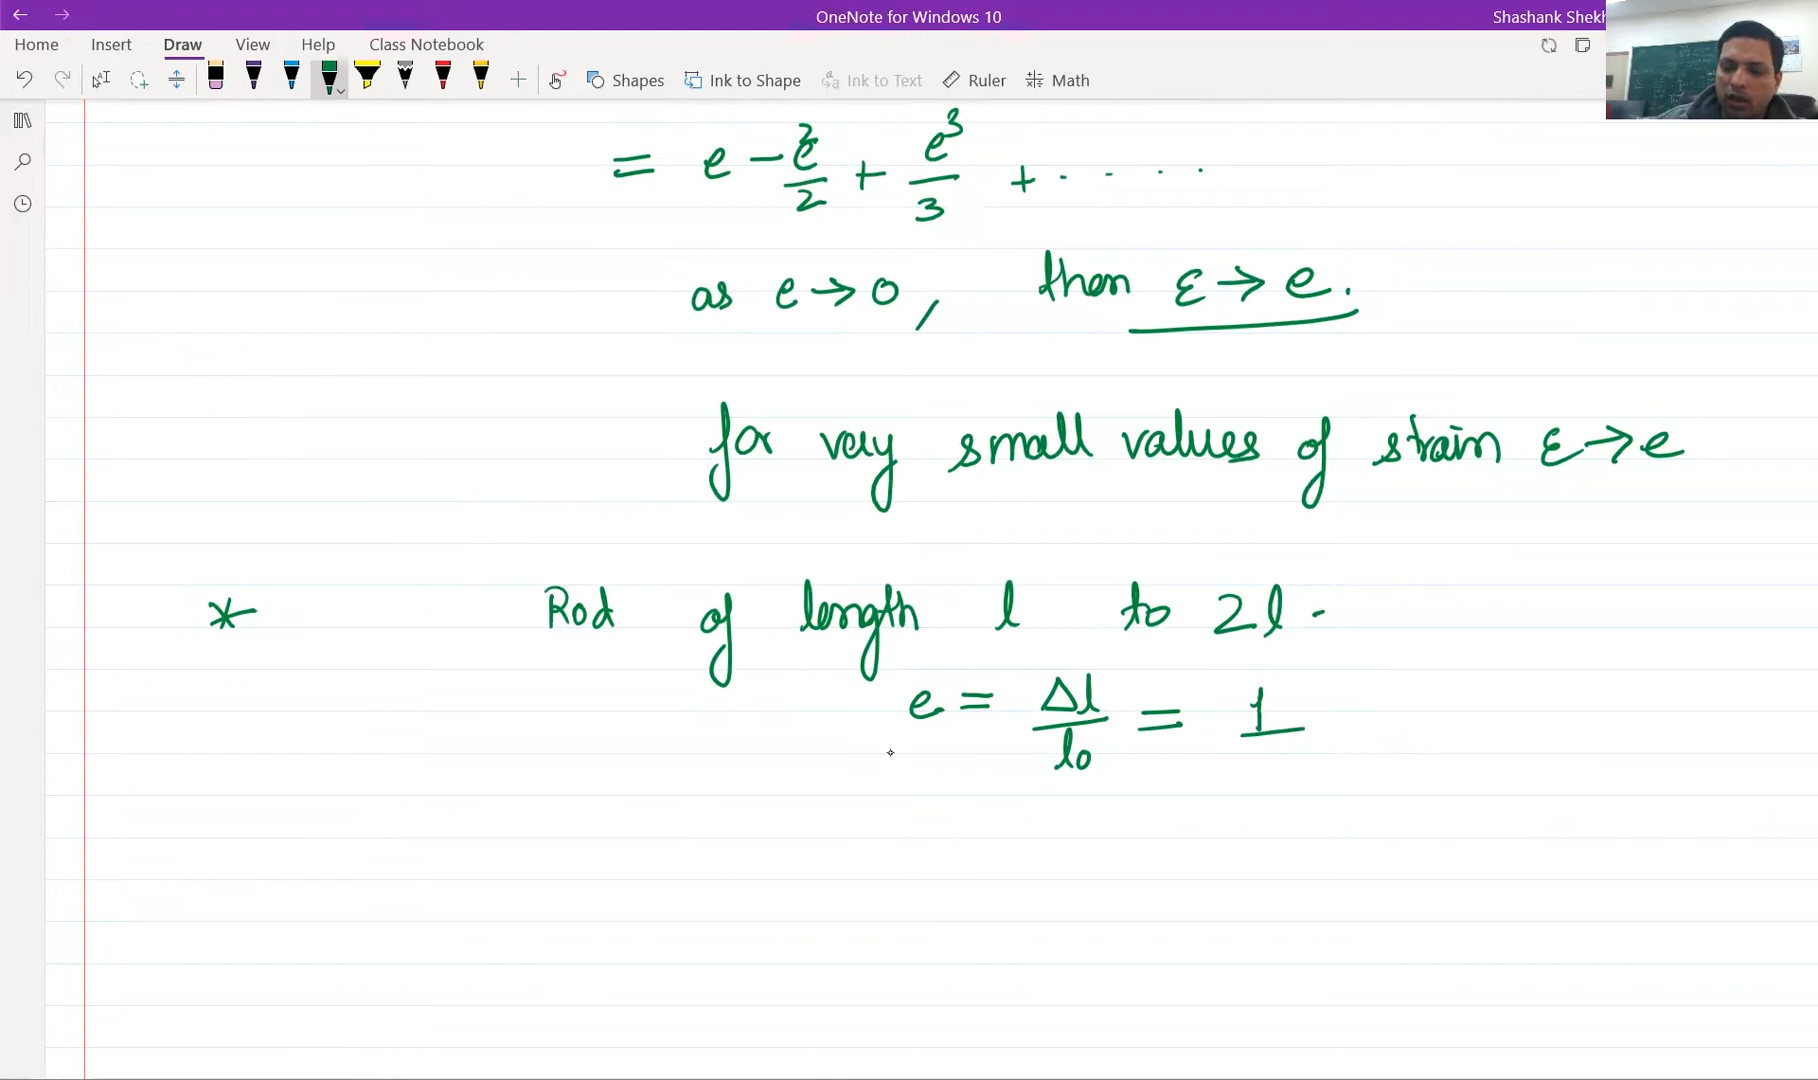 OneNote for Windows 10
Shashank Shekh
Home Insert Draw View Help Class Notebook
Shapes Ink to Shape Ink to Text Ruler Math
= e - e²/2 + e³/3 + ....
as e → 0, then ε → e.
for very small values of strain ε → e
* Rod of length l to 2l.
e = Δl/l₀ = 1